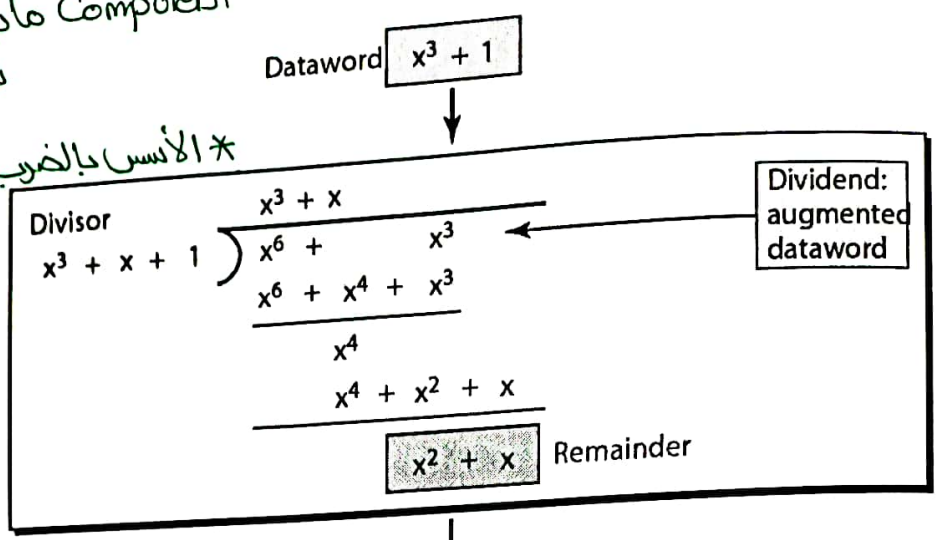 Dataword x³ + 1
* الأسس بالضرب
Divisor
x³ + x
Dividend:
augmented
dataword
x³ + x + 1 ) x⁶ + x³
x⁶ + x⁴ + x³
x⁴
x⁴ + x² + x
x² + x Remainder